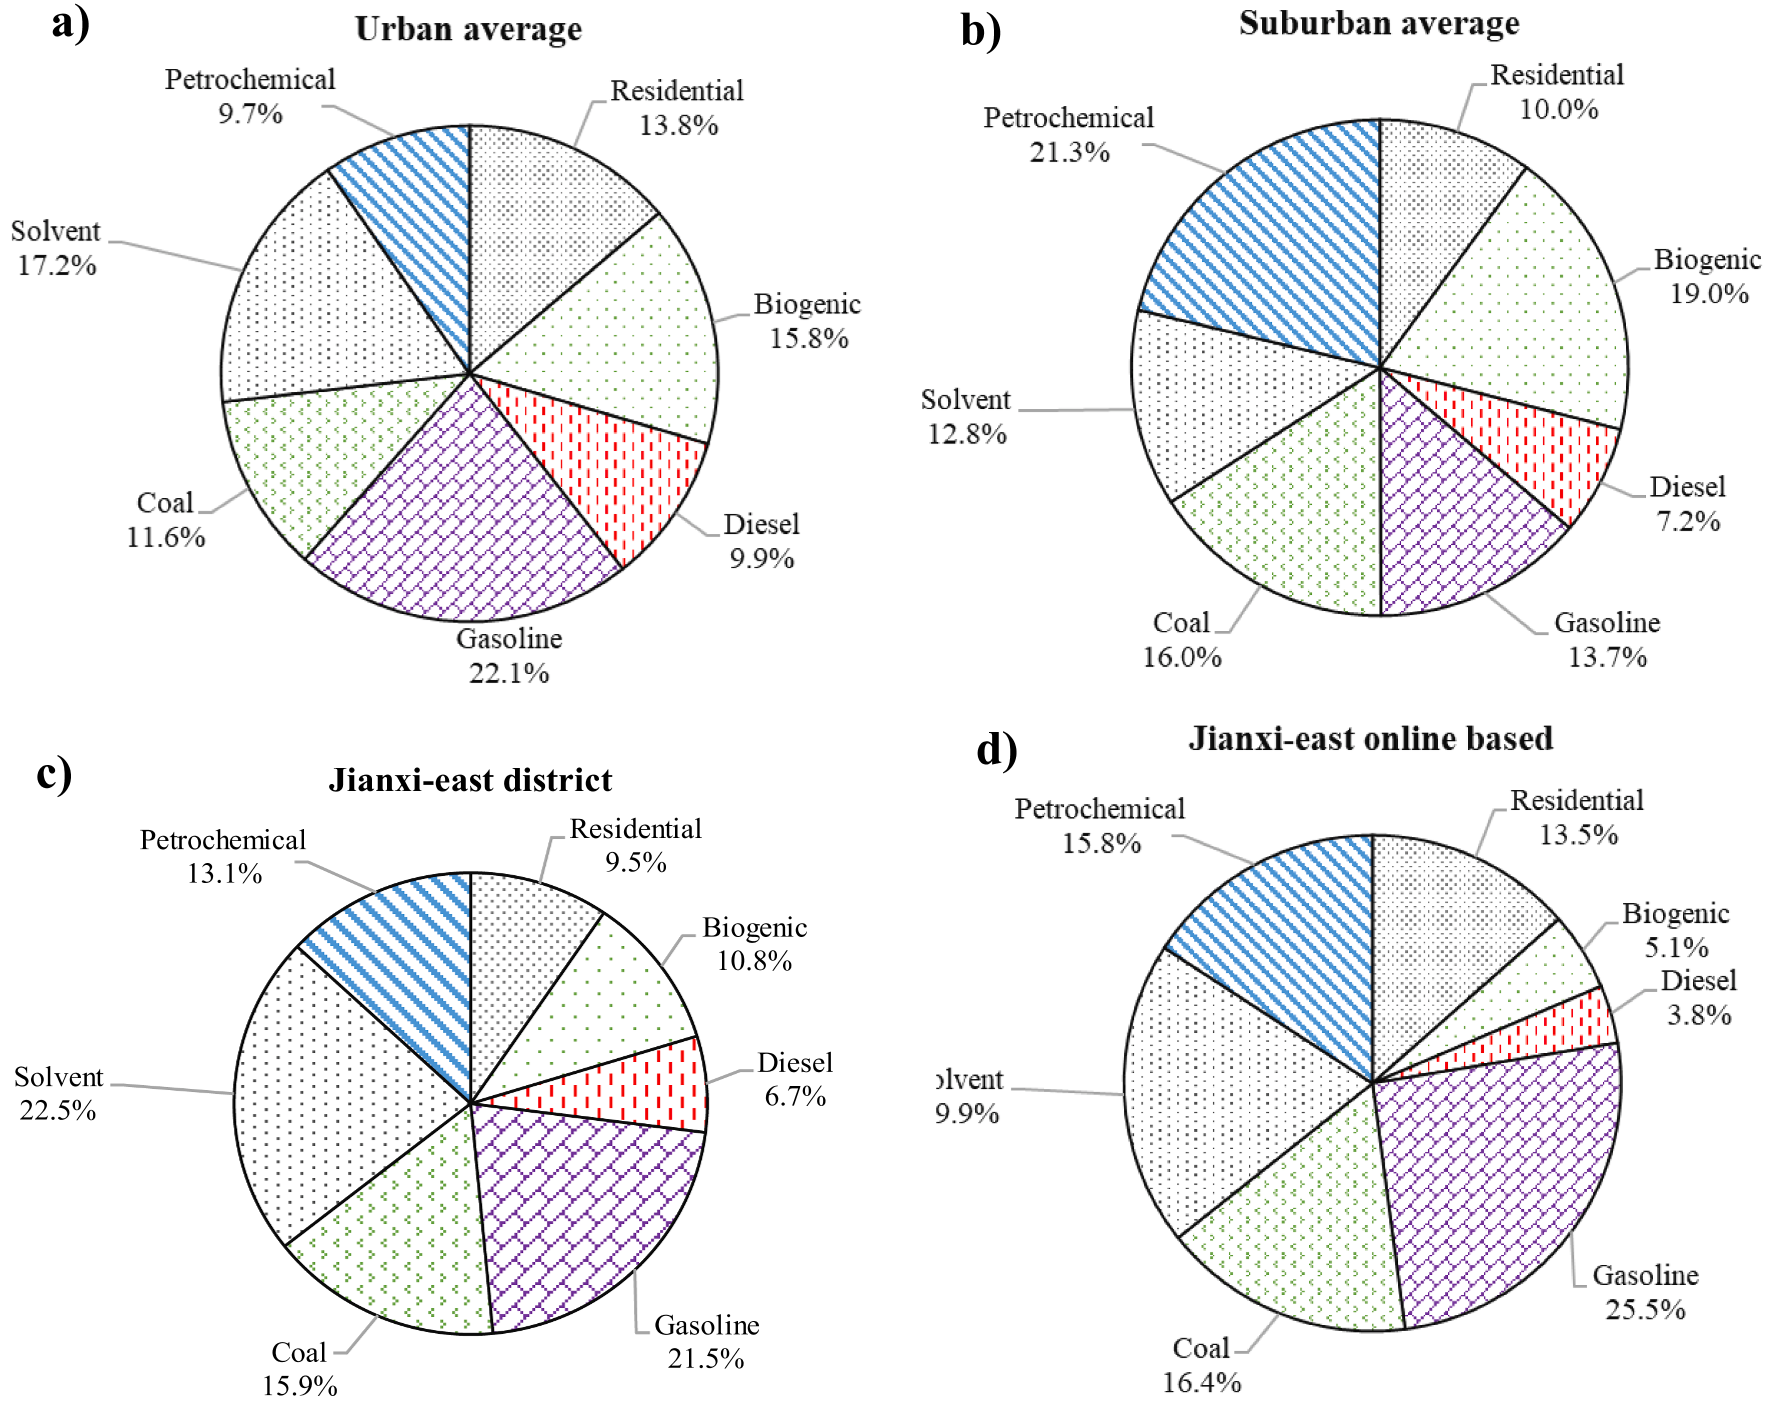 a)
Urban average
Petrochemical
9.7%
Residential
13.8%
Solvent
17.2%
Biogenic
15.8%
Coal
11.6%
Diesel
9.9%
Gasoline
22.1%
b)
Suburban average
Residential
10.0%
Petrochemical
21.3%
Biogenic
19.0%
Solvent
12.8%
Diesel
7.2%
Coal
16.0%
Gasoline
13.7%
c)
Jianxi-east district
Petrochemical
13.1%
Residential
9.5%
Biogenic
10.8%
Solvent
22.5%
Diesel
6.7%
Coal
15.9%
Gasoline
21.5%
d)
Jianxi-east online based
Petrochemical
15.8%
Residential
13.5%
Biogenic
5.1%
Diesel
3.8%
9.9%
Gasoline
25.5%
Coal
16.4%